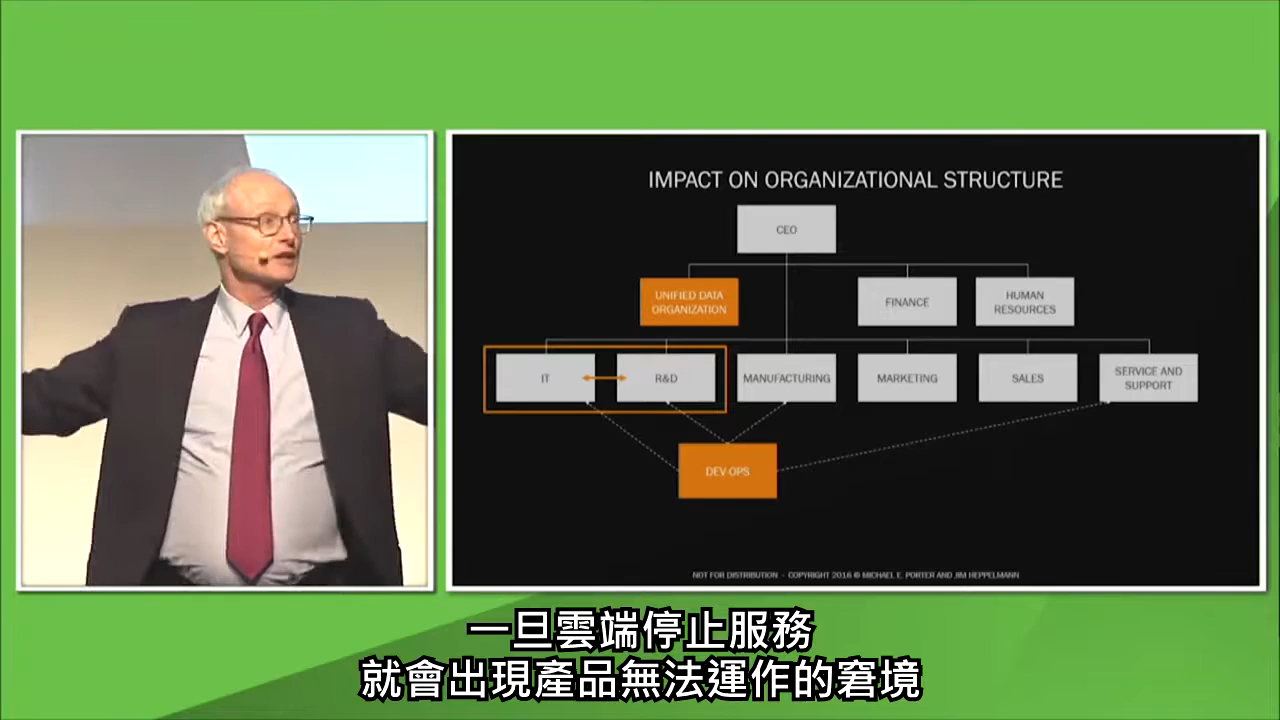 IMPACT ON ORGANIZATIONAL STRUCTURE
CEO
UNIFIED DATA
ORGANIZATION
FINANCE
HUMAN
RESOURCES
IT
R&D
MANUFACTURING
MARKETING
SALES
SERVICE AND
SUPPORT
DEV OPS
NOT FOR DISTRIBUTION - COPYRIGHT 2016 © MICHAEL E. PORTER AND JIM HEPPELMANN
一旦雲端停止服務
就會出現產品無法運作的窘境